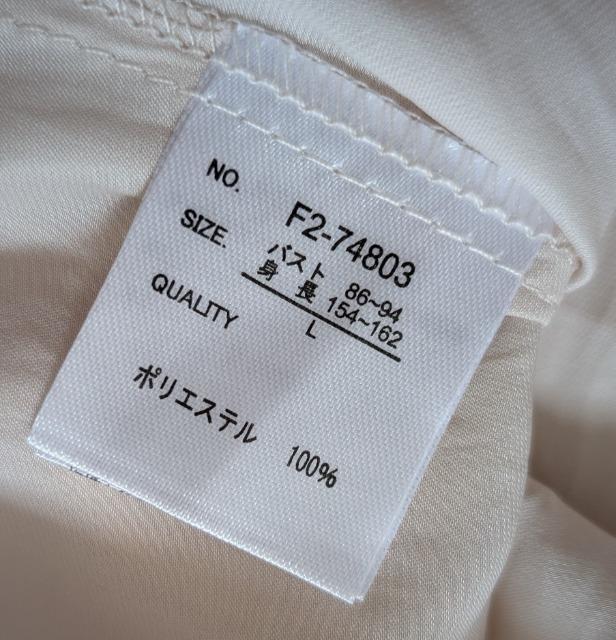 NO. F2-74803
SIZE. バスト 86~94
身 長 154~162
L
QUALITY
ポリエステル 100%